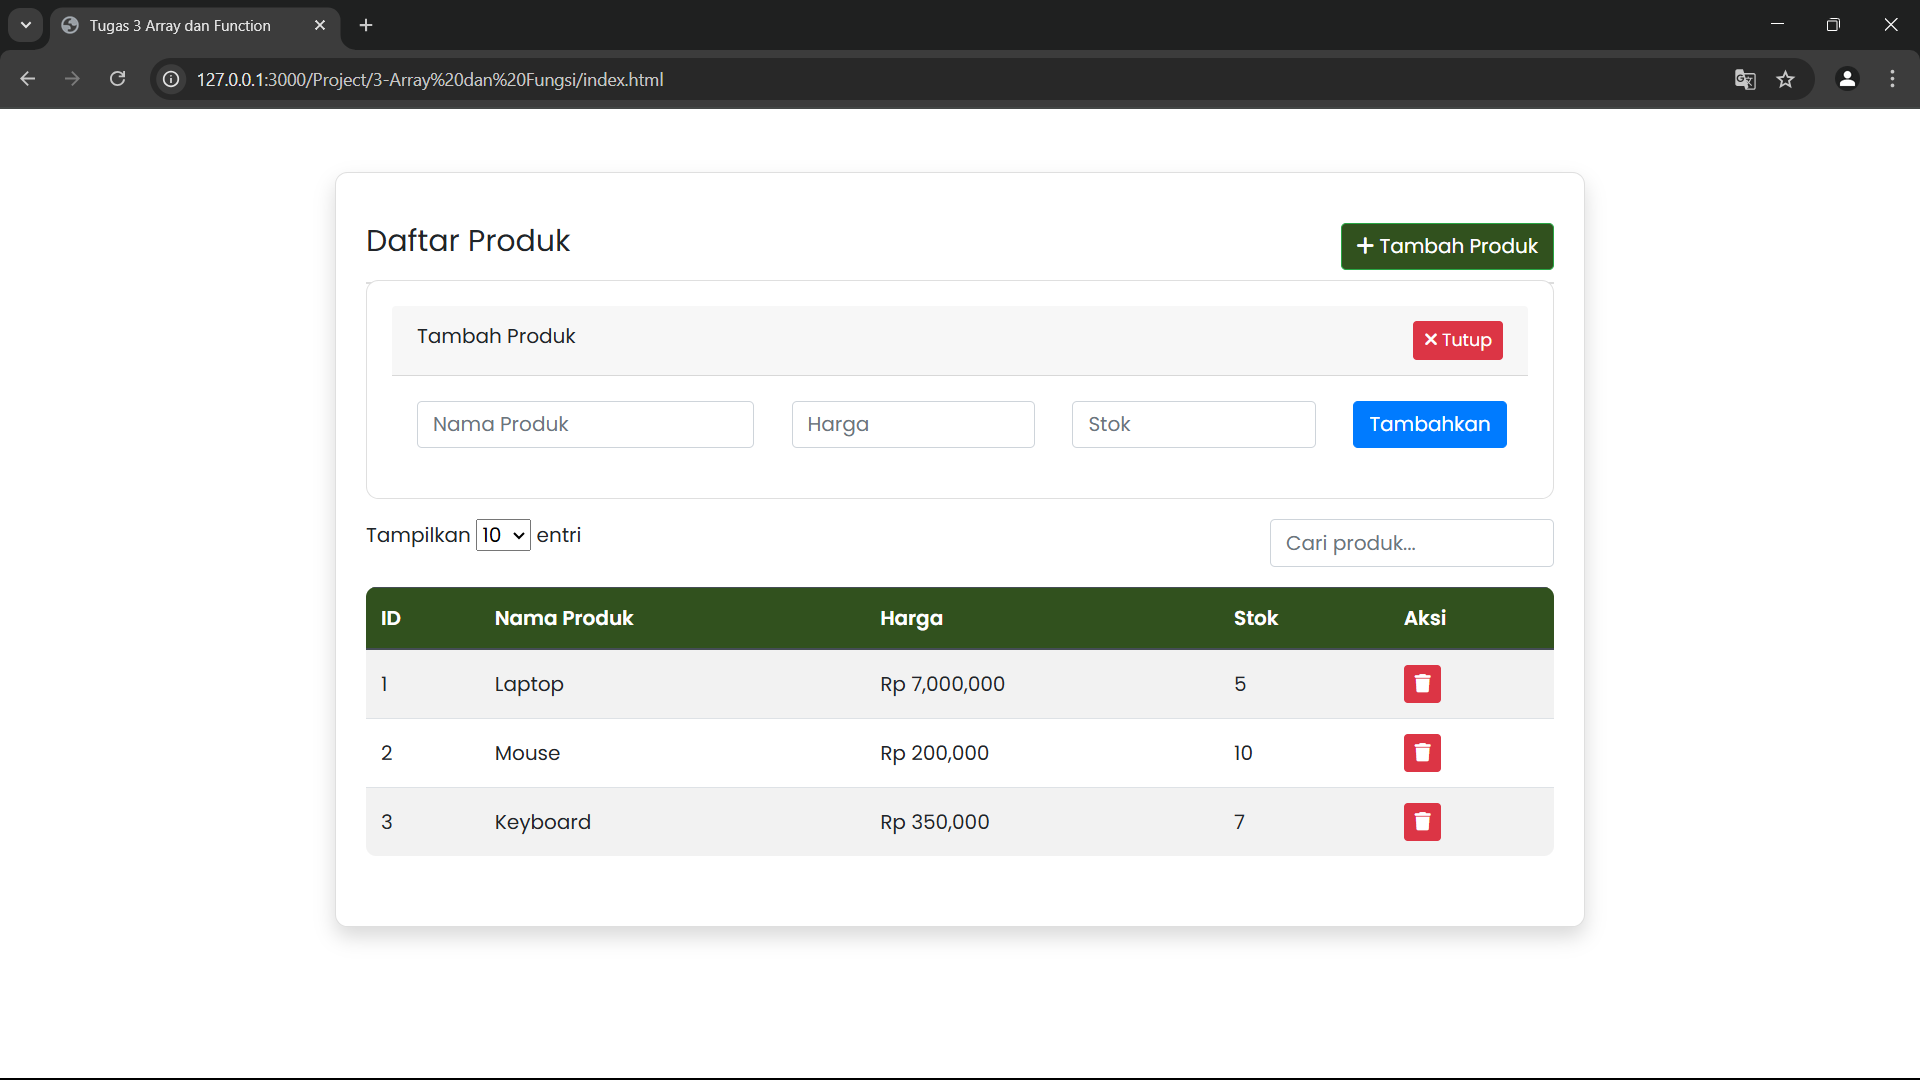 Tugas 3 Array dan Function
127.0.0.1:3000/Project/3-Array%20dan%20Fungsi/index.html
Daftar Produk
Tambah Produk
Tambah Produk
Tutup
Nama Produk
Harga
Stok
Tambahkan
Tampilkan 10 entri
Cari produk...
ID Nama Produk Harga Stok Aksi
1 Laptop Rp 7,000,000 5
2 Mouse Rp 200,000 10
3 Keyboard Rp 350,000 7